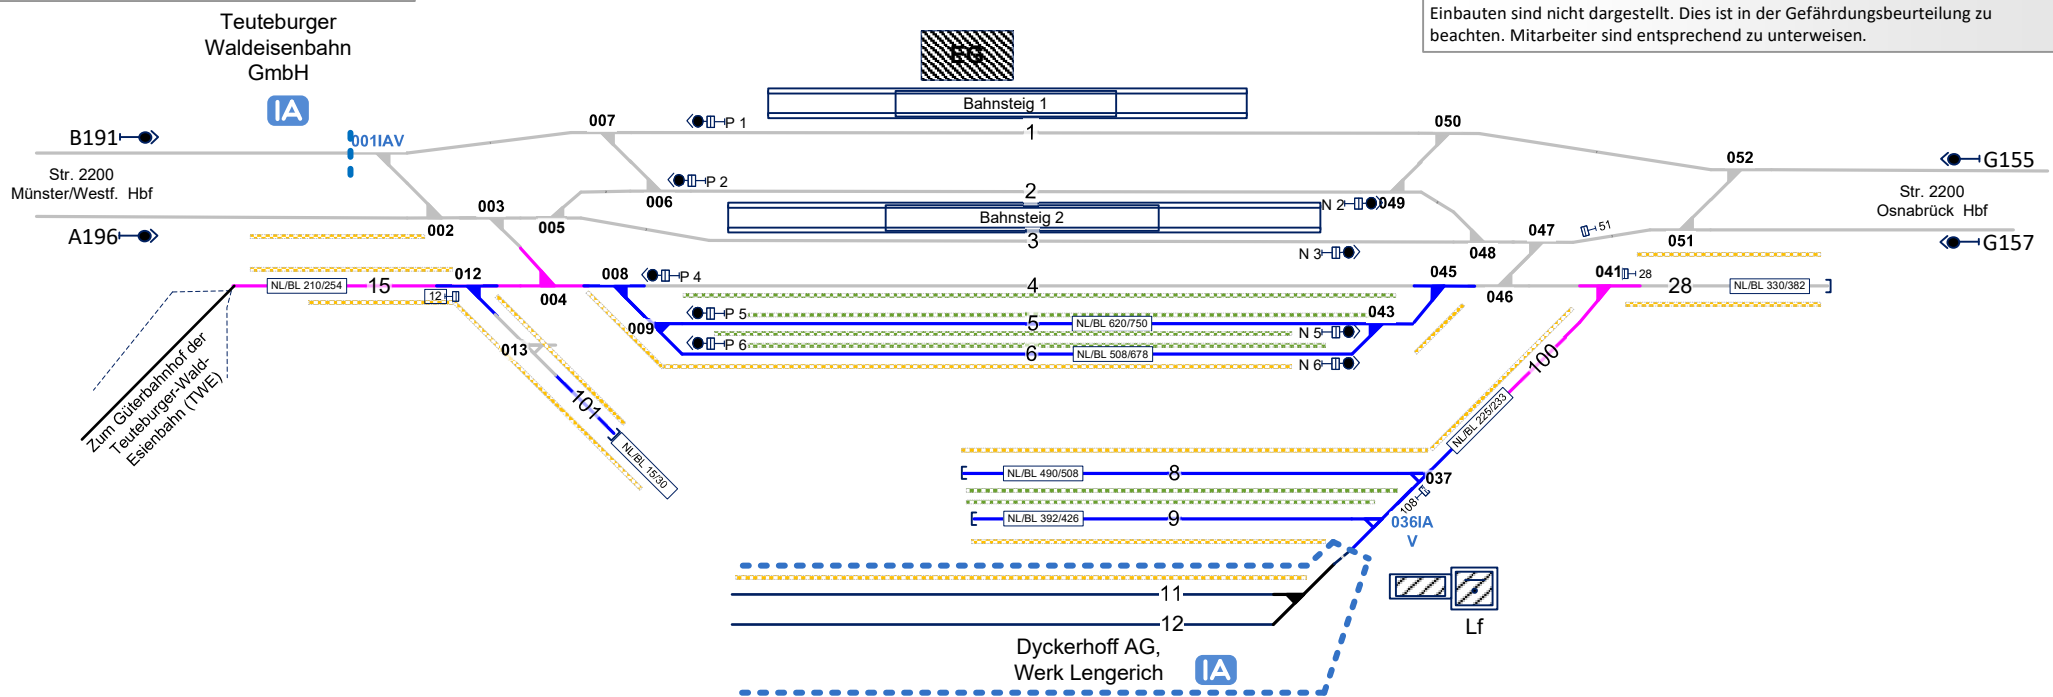 Einbauten sind nicht dargestellt. Dies ist in der Gefährdungsbeurteilung zu
beachten. Mitarbeiter sind entsprechend zu unterweisen.
Teuteburger
Waldeisenbahn
GmbH
IA
EG
Bahnsteig 1
B191
001IAV
007
P 1
1
050
052
G155
Str. 2200
Münster/Westf. Hbf
P 2
2
006
N 2
049
Str. 2200
Osnabrück Hbf
003
005
002
A196
Bahnsteig 2
3
N 3
048
047
51
051
G157
NL/BL 210/254
15
012
12
004
008
P 4
4
045
046
041
28
28
NL/BL 330/382
009
P 5
5
NL/BL 620/750
N 5
043
P 6
6
NL/BL 508/678
N 6
013
101
NL/BL 15/30
100
NL/BL 225/233
Zum Güterbahnhof der
Teuteburger-Wald-
Esienbahn (TWE)
NL/BL 490/508
8
037
108
NL/BL 392/426
9
036IA
V
11
12
Lf
Dyckerhoff AG,
Werk Lengerich
IA